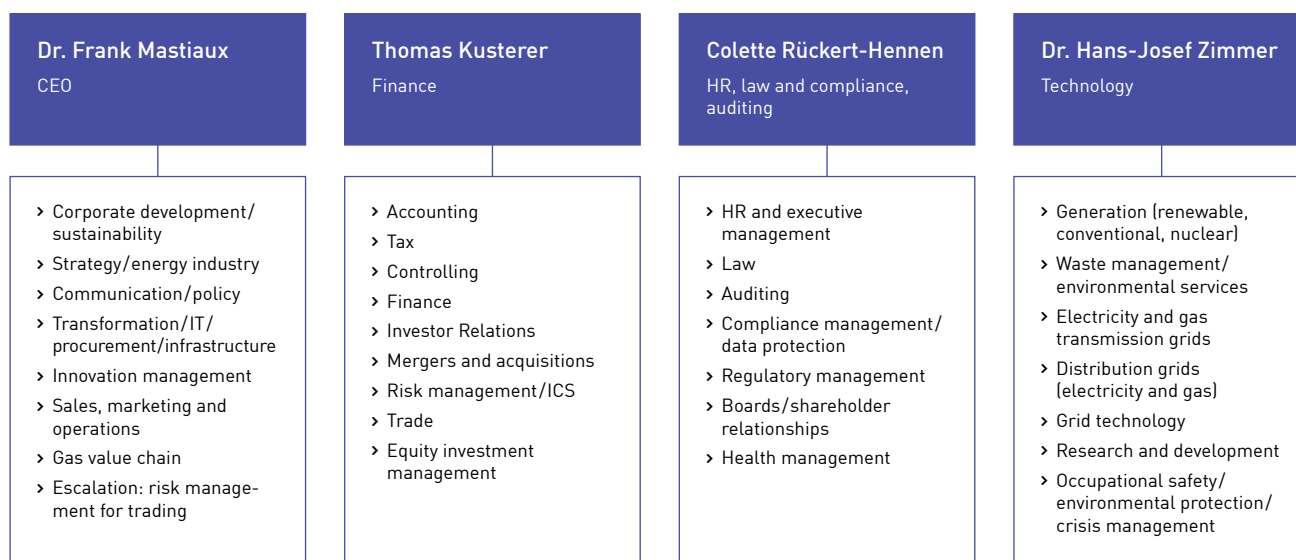 Dr. Frank Mastiaux
CEO
Corporate development/
sustainability
Strategy/energy industry
Communication/policy
Transformation/IT/
procurement/infrastructure
Innovation management
Sales, marketing and
operations
Gas value chain
Escalation: risk manage-
ment for trading
Thomas Kusterer
Finance
Accounting
Tax
Controlling
Finance
Investor Relations
Mergers and acquisitions
Risk management/ICS
Trade
Equity investment
management
Colette Rückert-Hennen
HR, law and compliance,
auditing
HR and executive
management
Law
Auditing
Compliance management/
data protection
Regulatory management
Boards/shareholder
relationships
Health management
Dr. Hans-Josef Zimmer
Technology
Generation (renewable,
conventional, nuclear)
Waste management/
environmental services
Electricity and gas
transmission grids
Distribution grids
(electricity and gas)
Grid technology
Research and development
Occupational safety/
environmental protection/
crisis management